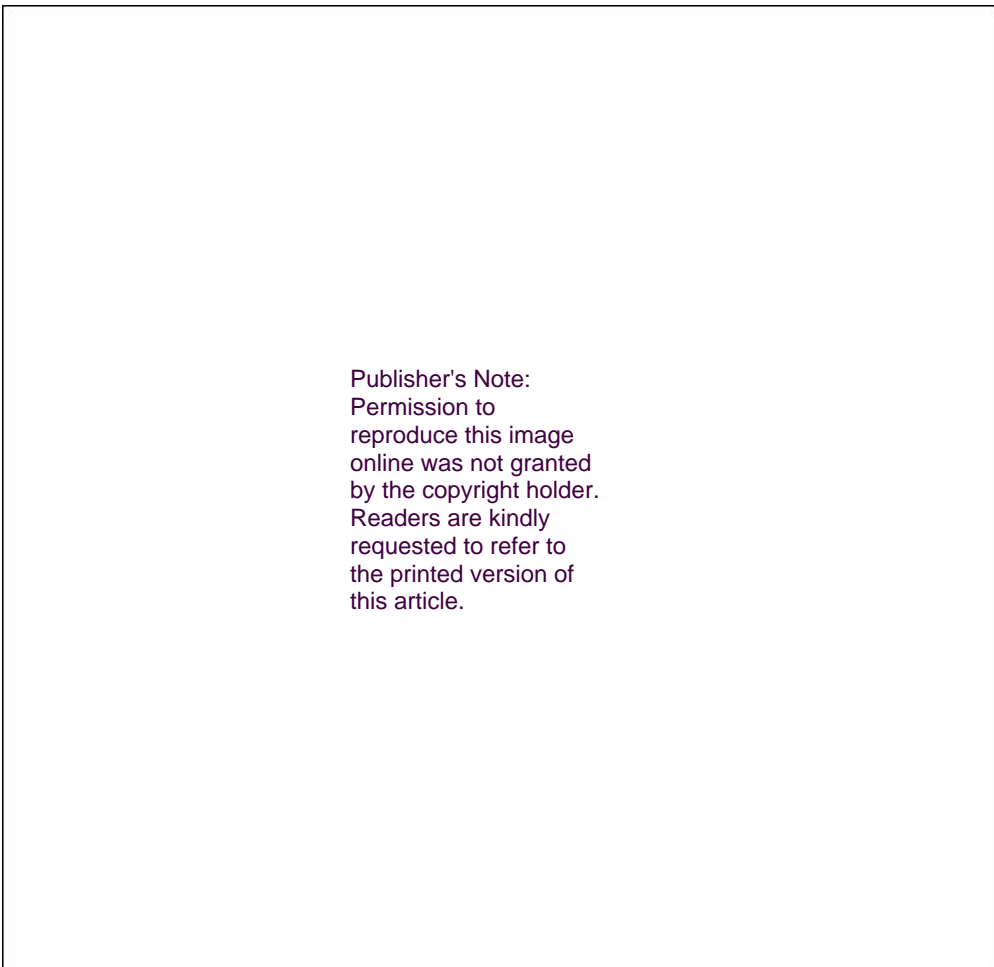 Publisher's Note:
Permission to
reproduce this image
online was not granted
by the copyright holder.
Readers are kindly
requested to refer to
the printed version of
this article.